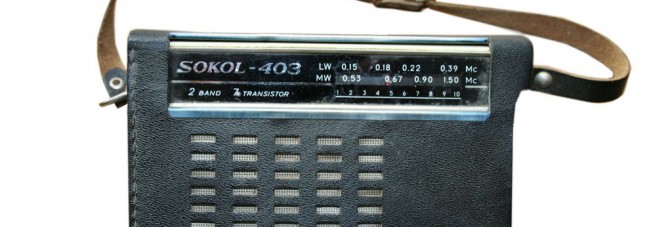 SOKOL-403 LW 0.15 0.18 0.22 0.39 Mc
MW 0.53 0.67 0.90 1.50 Mc
2 BAND 7 TRANSISTOR 1 2 3 4 5 6 7 8 9 10